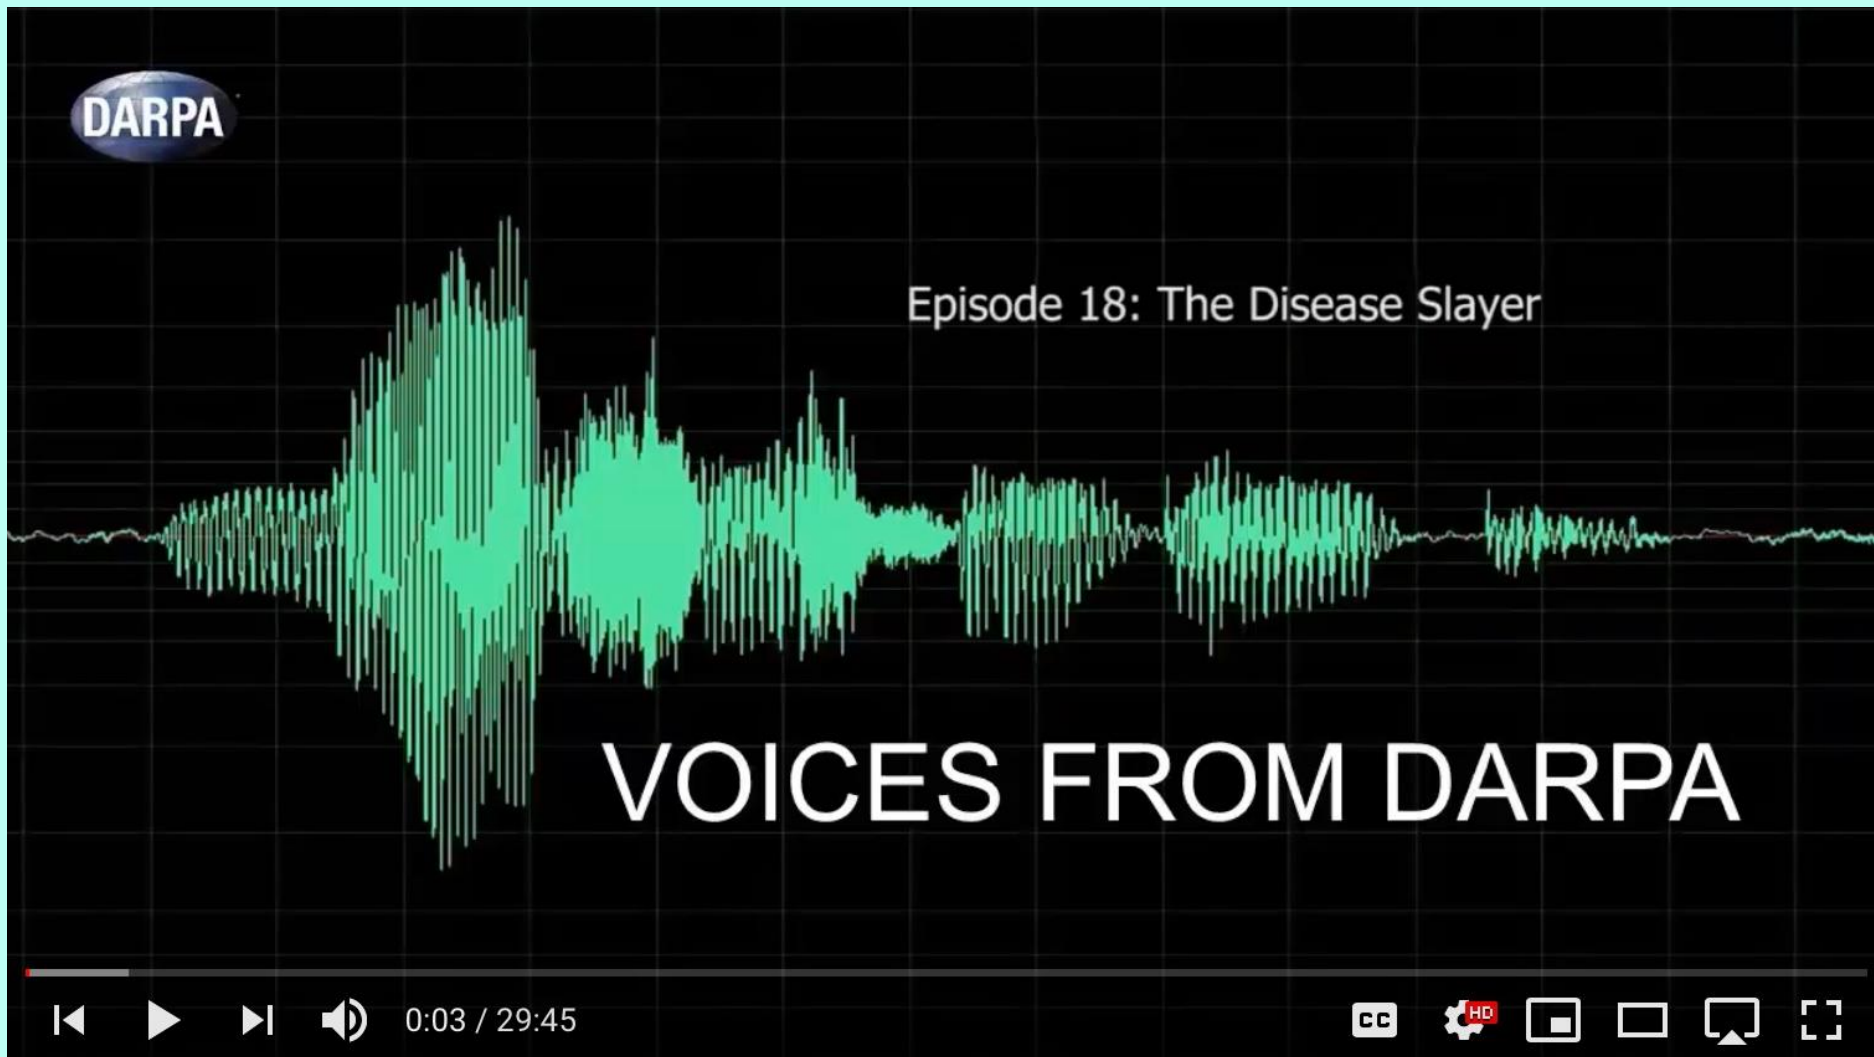 DARPA
Episode 18: The Disease Slayer
VOICES FROM DARPA
0:03 / 29:45
CC
HD